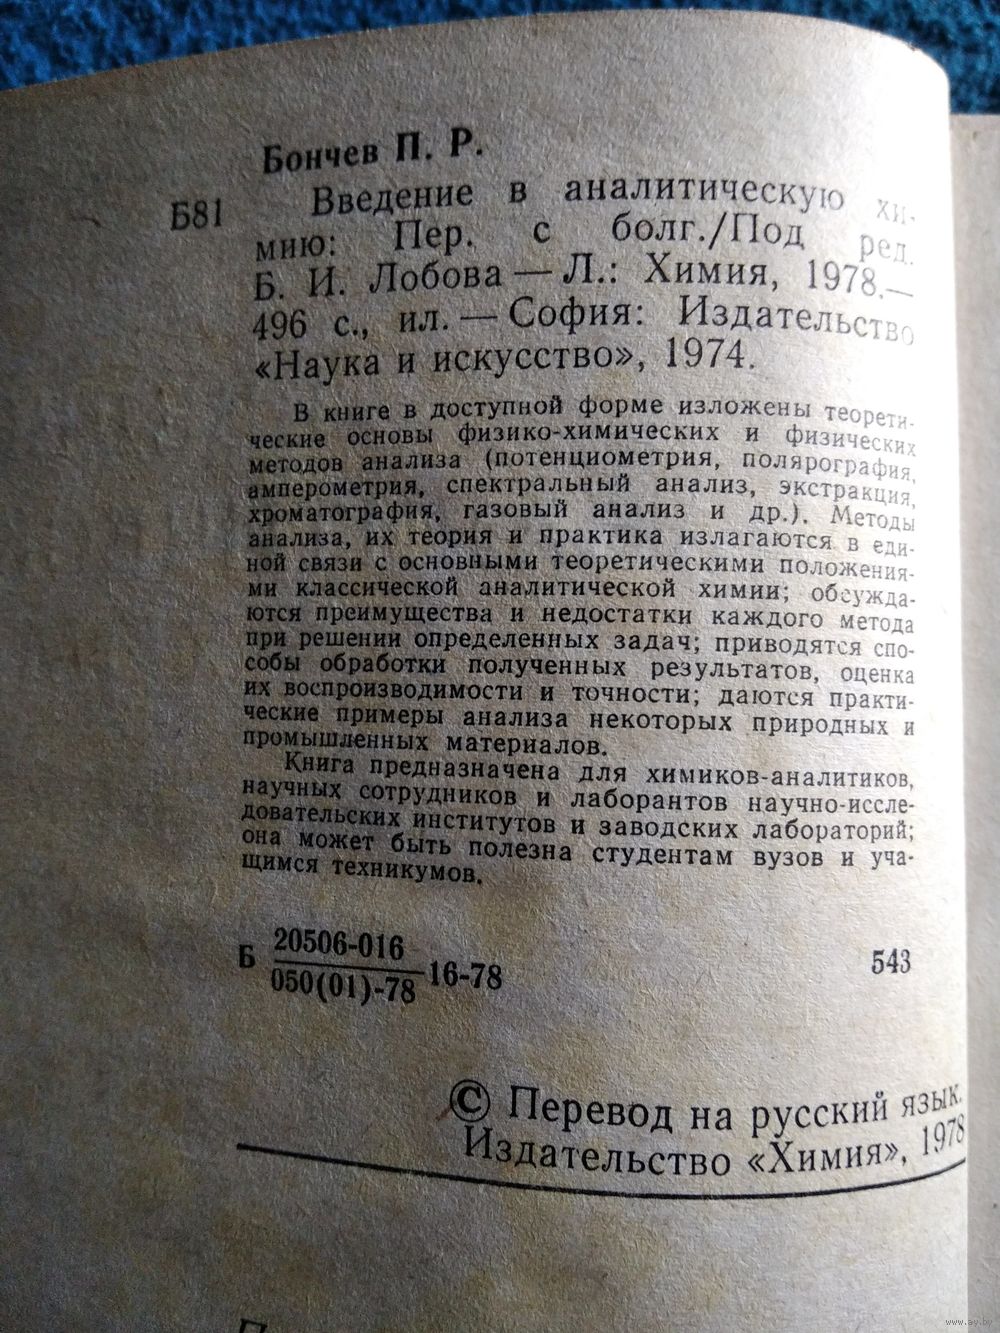 Бончев П. Р.
Б81 Введение в аналитическую хи-
мию: Пер. с болг./Под ред.
Б. И. Лобова — Л.: Химия, 1978.—
496 с., ил. — София: Издательство
«Наука и искусство», 1974.
В книге в доступной форме изложены теорети-
ческие основы физико-химических и физических
методов анализа (потенциометрия, полярография,
амперометрия, спектральный анализ, экстракция,
хроматография, газовый анализ и др.). Методы
анализа, их теория и практика излагаются в еди-
ной связи с основными теоретическими положения-
ми классической аналитической химии; обсужда-
ются преимущества и недостатки каждого метода
при решении определенных задач; приводятся спо-
собы обработки полученных результатов, оценка
их воспроизводимости и точности; даются практи-
ческие примеры анализа некоторых природных и
промышленных материалов.
Книга предназначена для химиков-аналитиков,
научных сотрудников и лаборантов научно-иссле-
довательских институтов и заводских лабораторий;
она может быть полезна студентам вузов и уча-
щимся техникумов.
Б 20506-016
050(01)-78 16-78 543
© Перевод на русский язык.
Издательство «Химия», 1978
www.ay.by